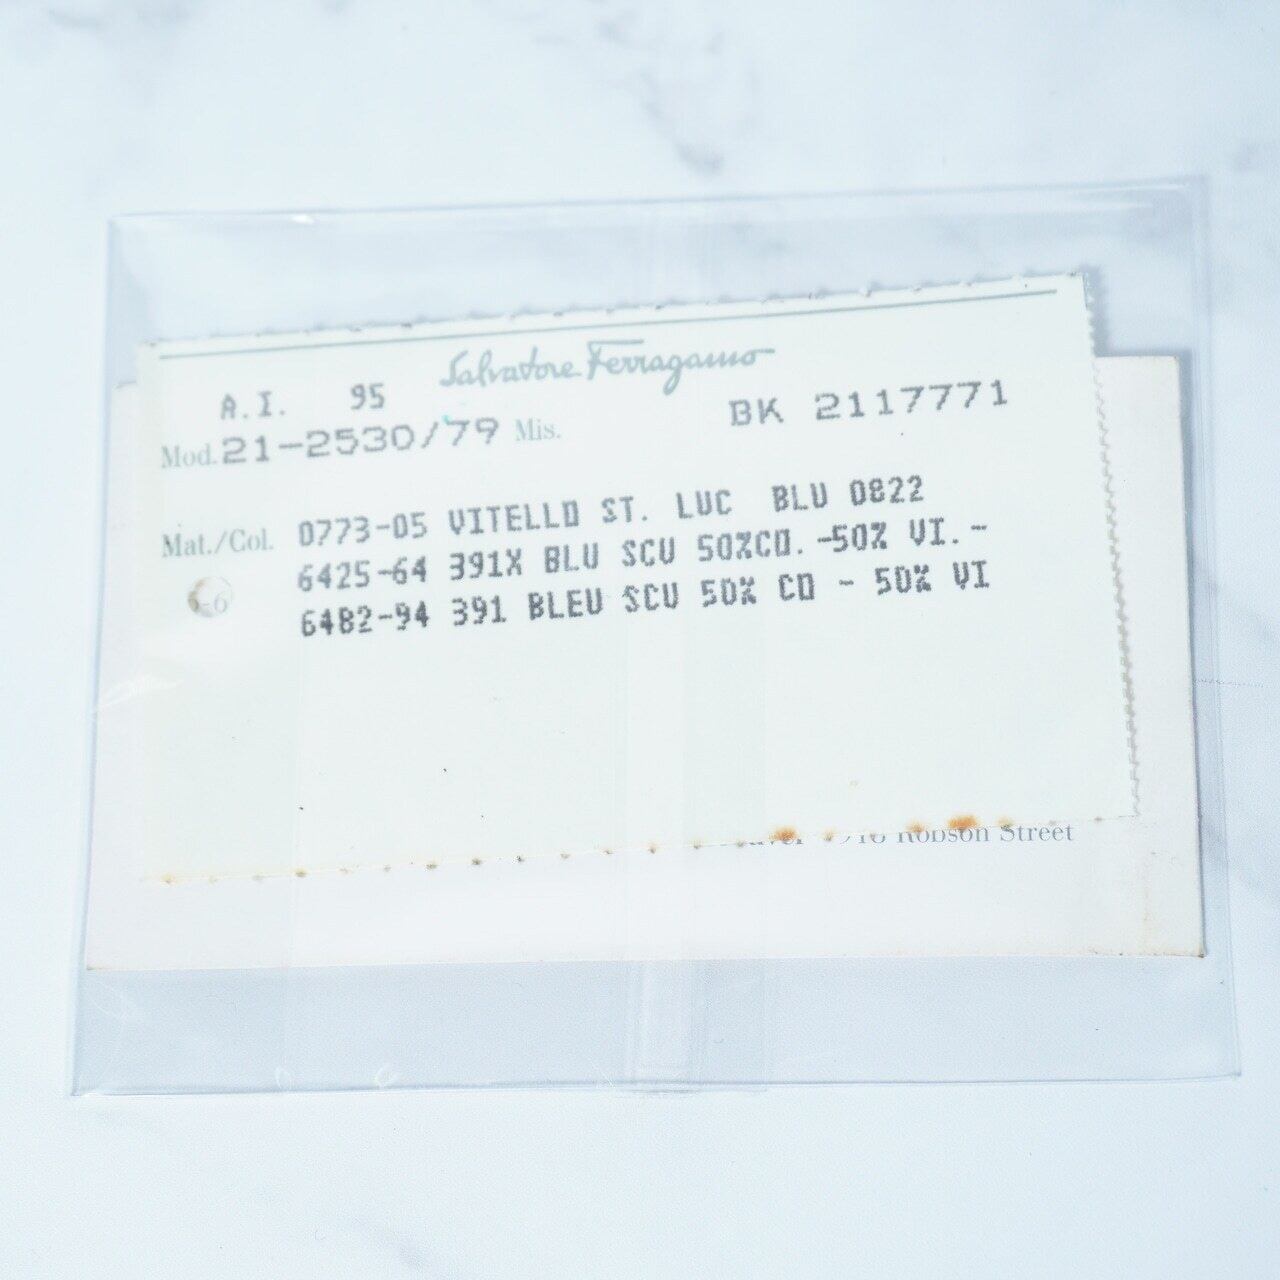 Salvatore Ferragamo
A.I. 95
Mod. 21-2530/79 Mis. BK 2117771
Mat./Col. 0773-05 VITELLO ST. LUC BLU 0822
6425-64 391X BLU SCU 50%CO.-50% VI.-
6482-94 391 BLEU SCU 50% CO - 50% VI
-6
Robson Street